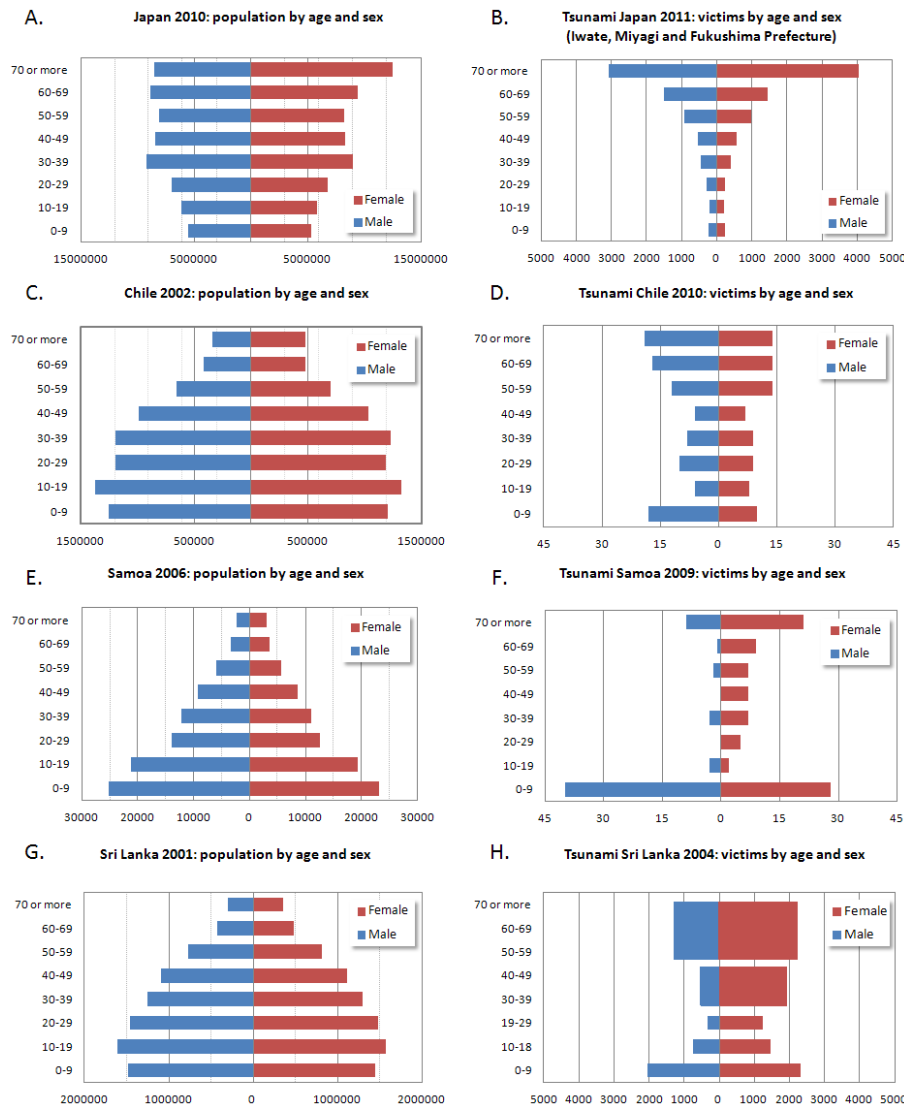 A.
Japan 2010: population by age and sex
70 or more
60-69
50-59
40-49
30-39
20-29
10-19
0-9
Female
Male
15000000 5000000 5000000 15000000
B.
Tsunami Japan 2011: victims by age and sex
(Iwate, Miyagi and Fukushima Prefecture)
70 or more
60-69
50-59
40-49
30-39
20-29
10-19
0-9
Female
Male
5000 4000 3000 2000 1000 0 1000 2000 3000 4000 5000
C.
Chile 2002: population by age and sex
70 or more
60-69
50-59
40-49
30-39
20-29
10-19
0-9
Female
Male
1500000 500000 500000 1500000
D.
Tsunami Chile 2010: victims by age and sex
70 or more
60-69
50-59
40-49
30-39
20-29
10-19
0-9
Female
Male
45 30 15 0 15 30 45
E.
Samoa 2006: population by age and sex
70 or more
60-69
50-59
40-49
30-39
20-29
10-19
0-9
Female
Male
30000 20000 10000 0 10000 20000 30000
F.
Tsunami Samoa 2009: victims by age and sex
70 or more
60-69
50-59
40-49
30-39
20-29
10-19
0-9
Female
Male
45 30 15 0 15 30 45
G.
Sri Lanka 2001: population by age and sex
70 or more
60-69
50-59
40-49
30-39
20-29
10-19
0-9
Female
Male
2000000 1000000 0 1000000 2000000
H.
Tsunami Sri Lanka 2004: victims by age and sex
70 or more
60-69
50-59
40-49
30-39
19-29
10-18
0-9
Female
Male
5000 4000 3000 2000 1000 0 1000 2000 3000 4000 5000